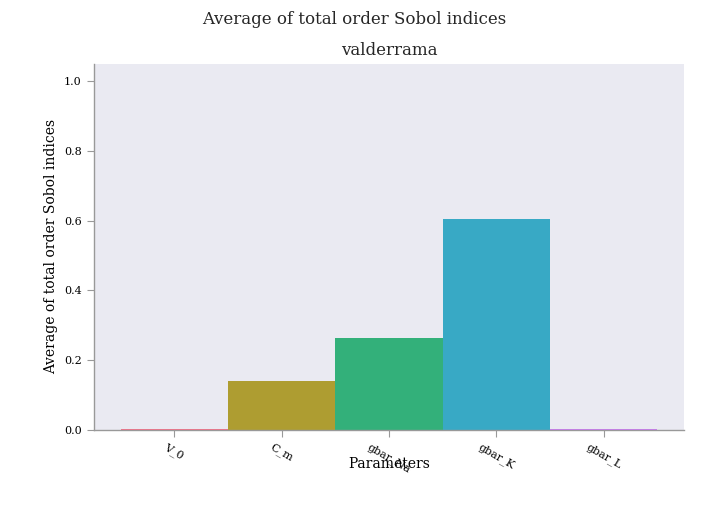 Average of total order Sobol indices
valderrama
Average of total order Sobol indices
1.0
0.8
0.6
0.4
0.2
0.0
V_0
C_m
gbar_Na
gbar_K
gbar_L
Parameters